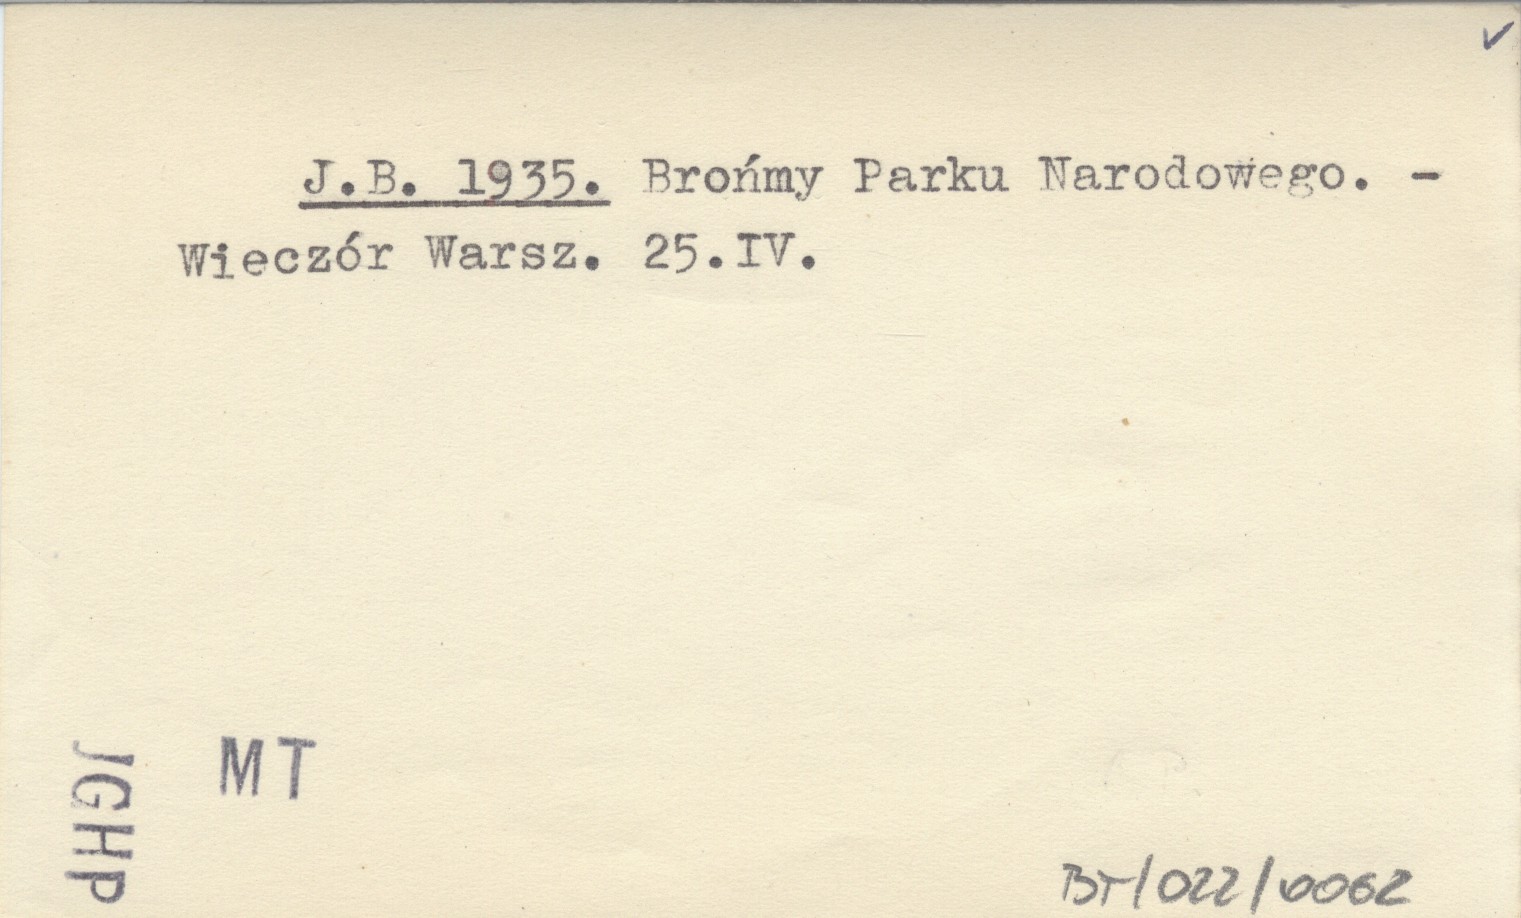 ✓
J.B. 1935. Brońmy Parku Narodowego. -
Wieczór Warsz. 25.IV.
MT
JGHP
BT/022/0062